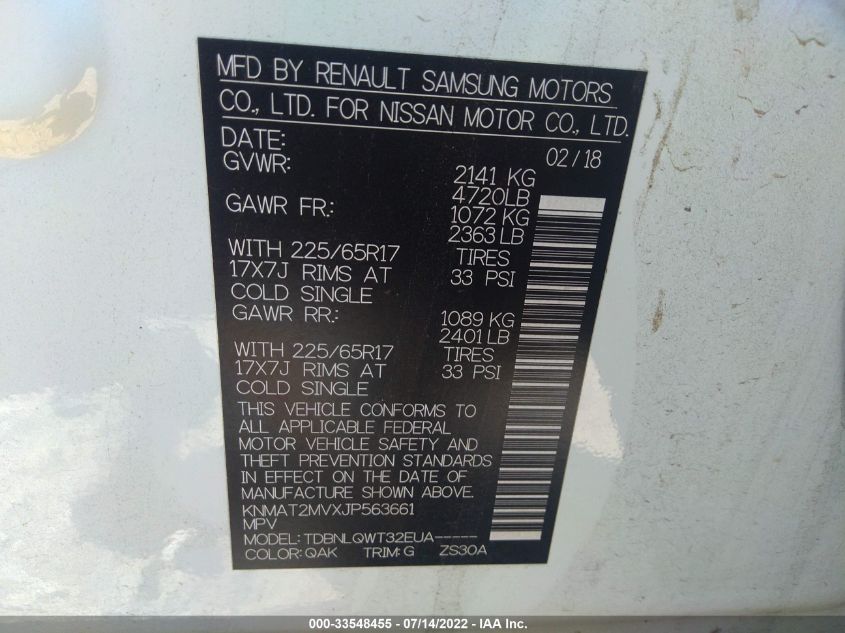 MFD BY RENAULT SAMSUNG MOTORS
CO., LTD. FOR NISSAN MOTOR CO., LTD.
DATE: 02/18
GVWR: 2141 KG
4720LB
GAWR FR: 1072 KG
2363 LB
WITH 225/65R17 TIRES
17X7J RIMS AT 33 PSI
COLD SINGLE
GAWR RR: 1089 KG
2401 LB
WITH 225/65R17 TIRES
17X7J RIMS AT 33 PSI
COLD SINGLE
THIS VEHICLE CONFORMS TO
ALL APPLICABLE FEDERAL
MOTOR VEHICLE SAFETY AND
THEFT PREVENTION STANDARDS
IN EFFECT ON THE DATE OF
MANUFACTURE SHOWN ABOVE.
KNMAT2MVXJP563661
MPV
MODEL: TDBNLQWT32EUA-----
COLOR: QAK TRIM: G ZS30A
000-33548455 - 07/14/2022 - IAA Inc.